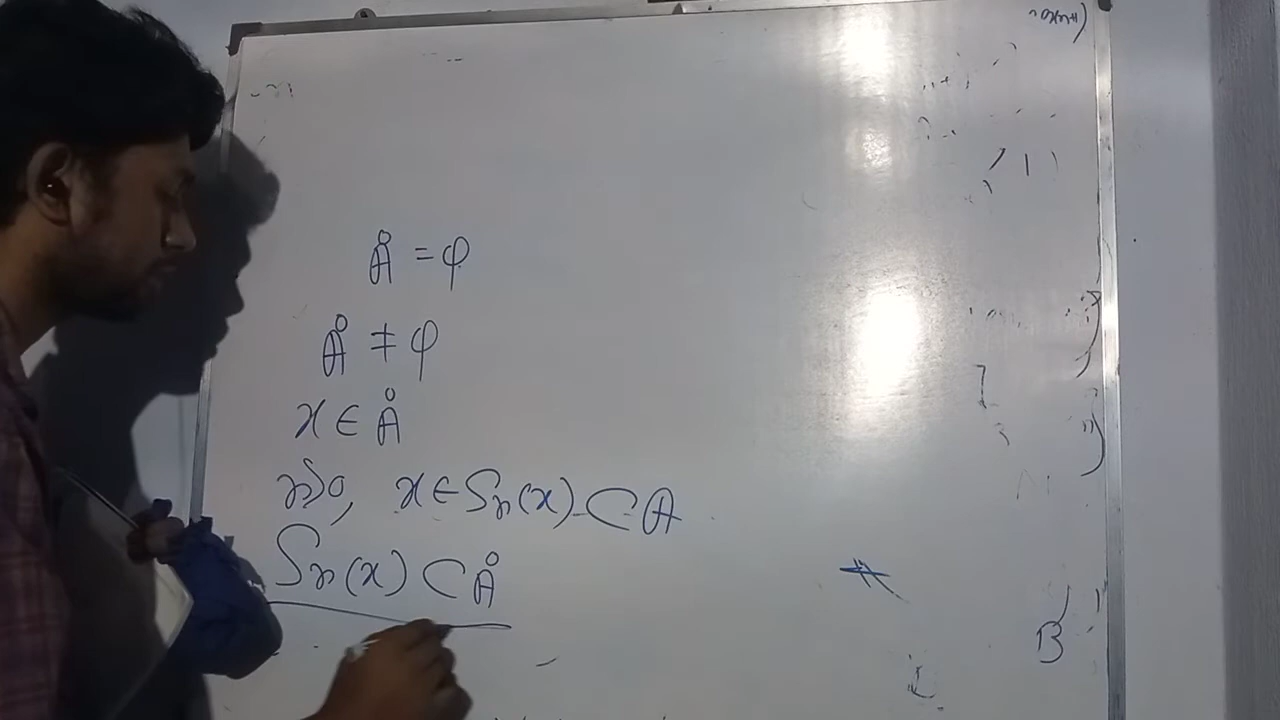 Å = φ
Å ≠ φ
x ∈ Å
r>0, x ∈ Sr(x) ⊂ A
Sr(x) ⊂ Å
B